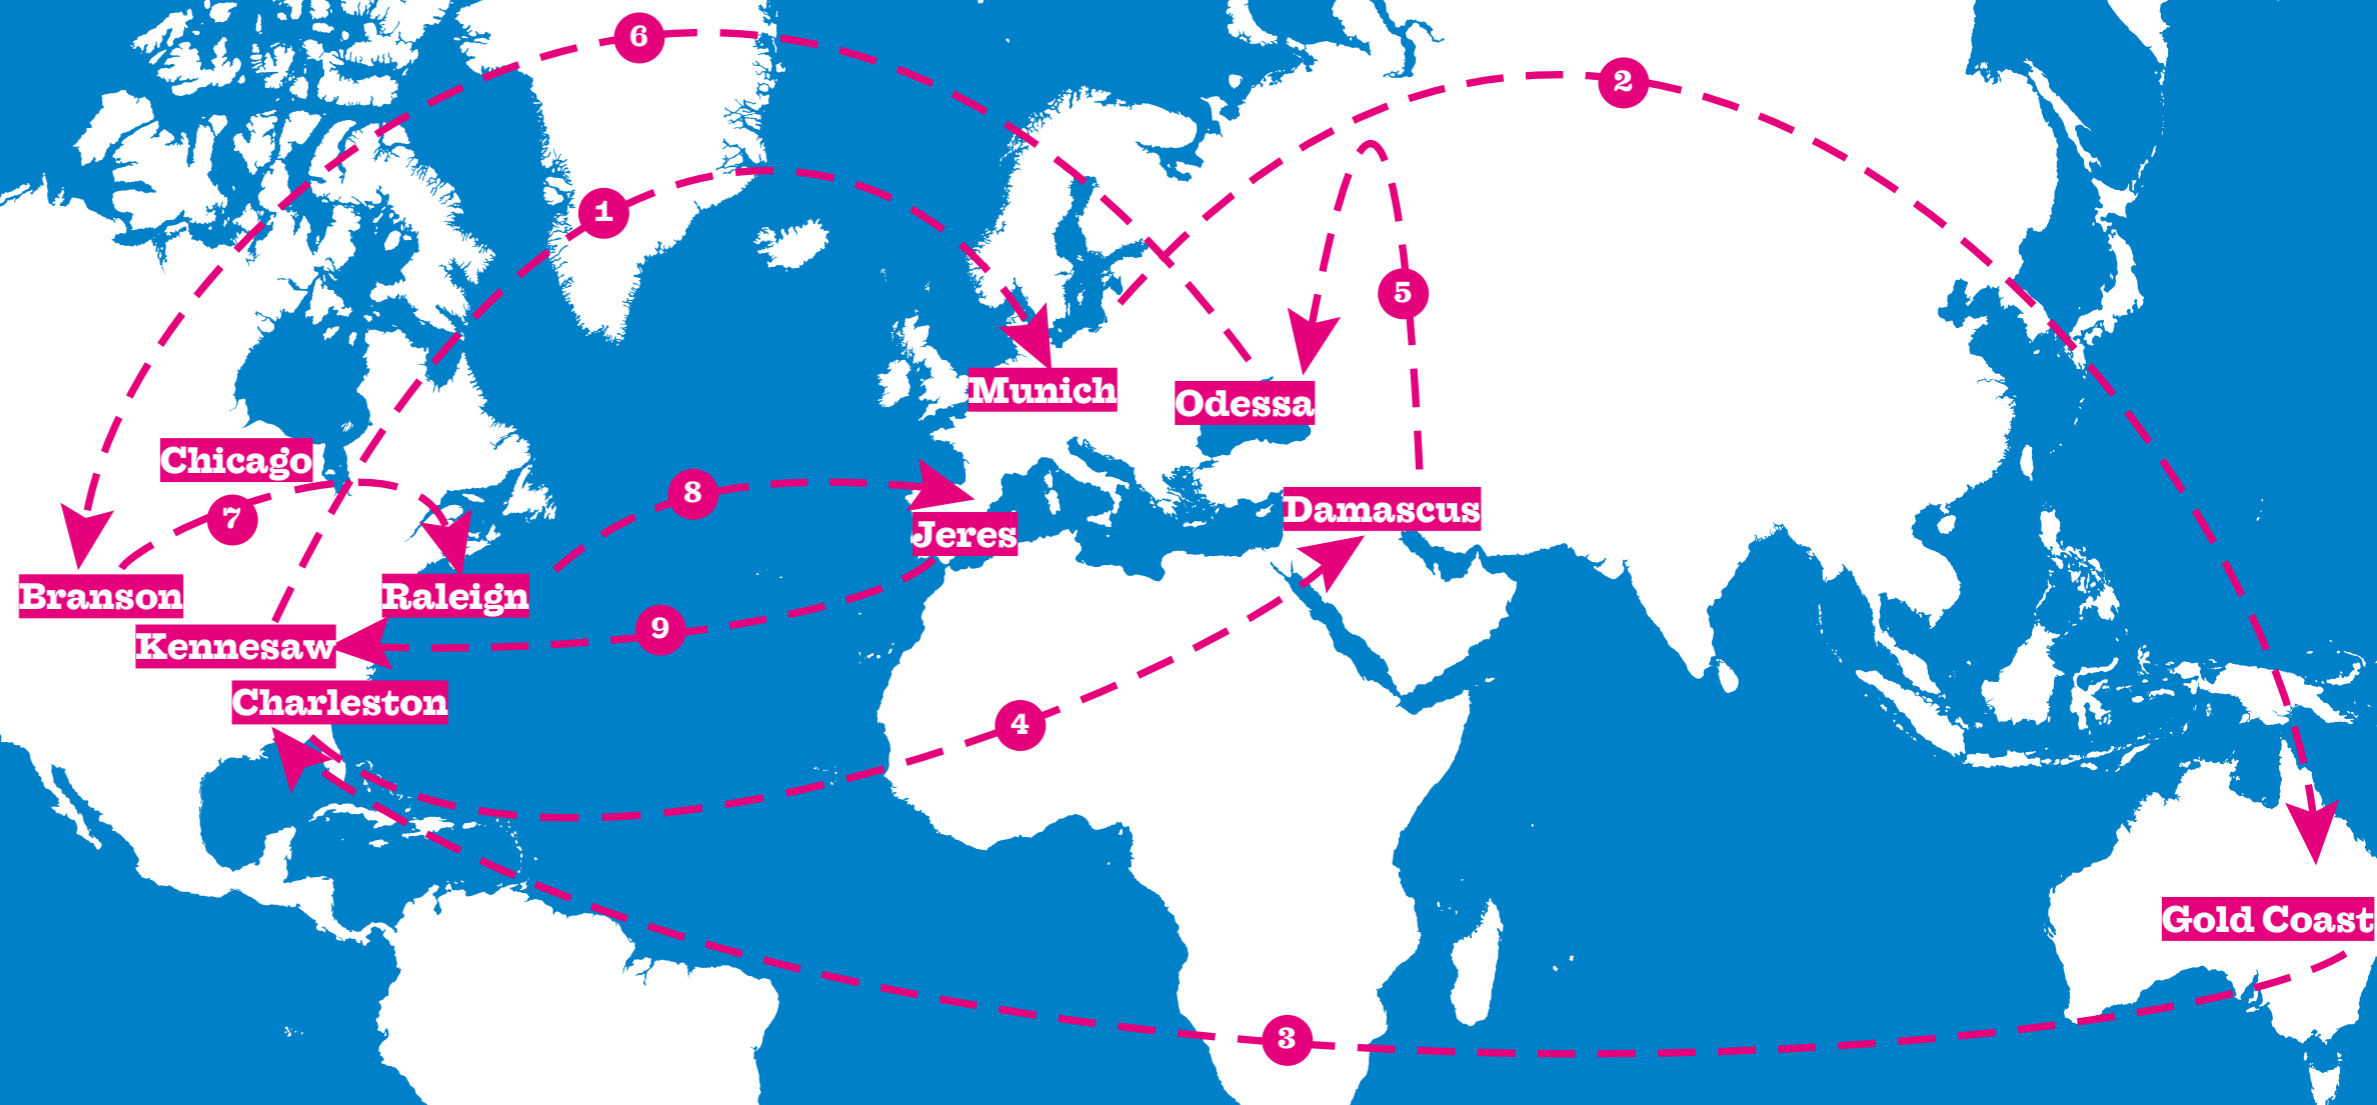 6
2
1
5
Munich
Odessa
Chicago
7
8
Damascus
Jeres
Branson
Raleign
9
Kennesaw
Charleston
4
Gold Coast
3